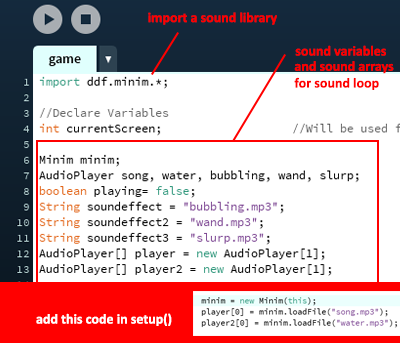 import a sound library
game
sound variables
and sound arrays
for sound loop
1 import ddf.minim.*;
2
3 //Declare Variables
4 int currentScreen; //Will be used f
5
6 Minim minim;
7 AudioPlayer song, water, bubbling, wand, slurp;
8 boolean playing= false;
9 String soundeffect = "bubbling.mp3";
10 String soundeffect2 = "wand.mp3";
11 String soundeffect3 = "slurp.mp3";
12 AudioPlayer[] player = new AudioPlayer[1];
13 AudioPlayer[] player2 = new AudioPlayer[1];
add this code in setup()
minim = new Minim(this);
player[0] = minim.loadFile("song.mp3");
player2[0] = minim.loadFile("water.mp3");